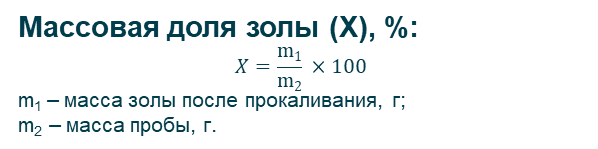 Массовая доля золы (X), %:
X = m₁/m₂ × 100
m₁ – масса золы после прокаливания, г;
m₂ – масса пробы, г.